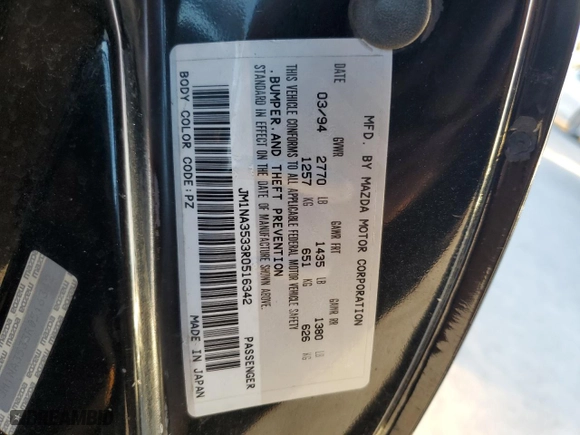 MFD. BY MAZDA MOTOR CORPORATION
DATE GVWR GAWR FRT GAWR RR
03/94 2770 LB 1435 LB 1380 LB
1257 KG 651 KG 626 KG
THIS VEHICLE CONFORMS TO ALL APPLICABLE FEDERAL MOTOR VEHICLE SAFETY
, BUMPER, AND THEFT PREVENTION
STANDARD IN EFFECT ON THE DATE OF MANUFACTURE SHOWN ABOVE.
JM1NA3533R0516342 PASSENGER
BODY COLOR CODE:PZ MADE IN JAPAN
DREAMBID